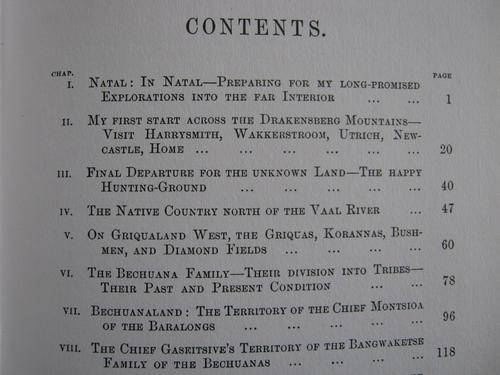 CONTENTS.
CHAP. PAGE
I. NATAL: IN NATAL—PREPARING FOR MY LONG-PROMISED
EXPLORATIONS INTO THE FAR INTERIOR ... ... 1
II. MY FIRST START ACROSS THE DRAKENSBERG MOUNTAINS—
VISIT HARRYSMITH, WAKKERSTROOM, UTRICH, NEW-
CASTLE, HOME ... ... ... ... ... ... 20
III. FINAL DEPARTURE FOR THE UNKNOWN LAND—THE HAPPY
HUNTING-GROUND ... ... ... ... ... 40
IV. THE NATIVE COUNTRY NORTH OF THE VAAL RIVER ... 47
V. ON GRIQUALAND WEST, THE GRIQUAS, KORANNAS, BUSH-
MEN, AND DIAMOND FIELDS ... ... ... ... 60
VI. THE BECHUANA FAMILY—THEIR DIVISION INTO TRIBES—
THEIR PAST AND PRESENT CONDITION ... ... 78
VII. BECHUANALAND: THE TERRITORY OF THE CHIEF MONTSIOA
OF THE BARALONGS ... ... ... ... ... 96
VIII. THE CHIEF GASEITSIVE'S TERRITORY OF THE BANGWAKETSE
FAMILY OF THE BECHUANAS ... ... ... ... 118